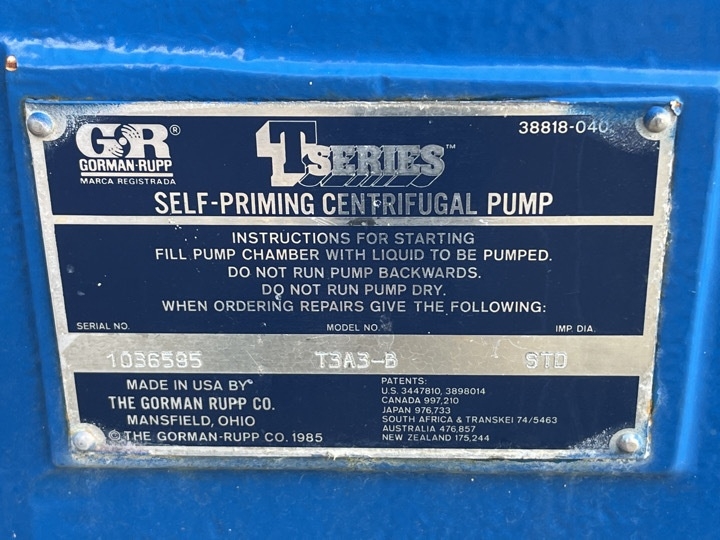 GR®
GORMAN-RUPP
MARCA REGISTRADA
T SERIES™
38818-040
SELF-PRIMING CENTRIFUGAL PUMP
INSTRUCTIONS FOR STARTING
FILL PUMP CHAMBER WITH LIQUID TO BE PUMPED.
DO NOT RUN PUMP BACKWARDS.
DO NOT RUN PUMP DRY.
WHEN ORDERING REPAIRS GIVE THE FOLLOWING:
SERIAL NO. MODEL NO. IMP. DIA.
1036595 T3A3-B STD
MADE IN USA BY
THE GORMAN RUPP CO.
MANSFIELD, OHIO
© THE GORMAN-RUPP CO. 1985
PATENTS:
U.S. 3447810, 3898014
CANADA 997,210
JAPAN 976,733
SOUTH AFRICA & TRANSKEI 74/5463
AUSTRALIA 476,857
NEW ZEALAND 175,244